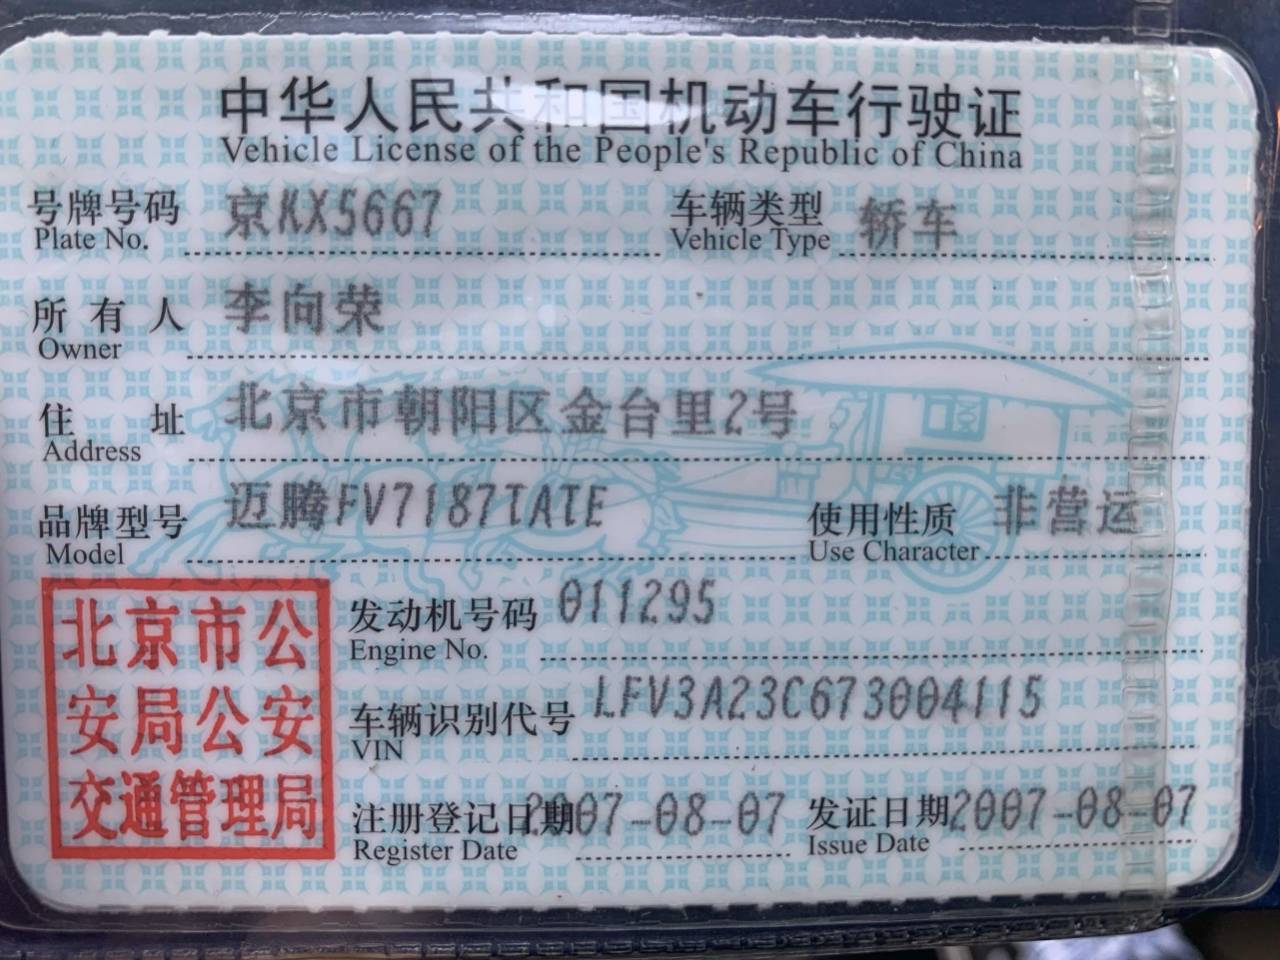 中华人民共和国机动车行驶证
Vehicle License of the People's Republic of China
号牌号码 京KX5667 车辆类型 轿车
Plate No. Vehicle Type
所有人 李向荣
Owner
住址 北京市朝阳区金台里2号
Address
品牌型号 迈腾FV7187TATE 使用性质 非营运
Model Use Character
北京市公
安局公安
交通管理局
发动机号码 011295
Engine No.
车辆识别代号 LFV3A23C673004115
VIN
注册登记日期 2007-08-07 发证日期 2007-08-07
Register Date Issue Date